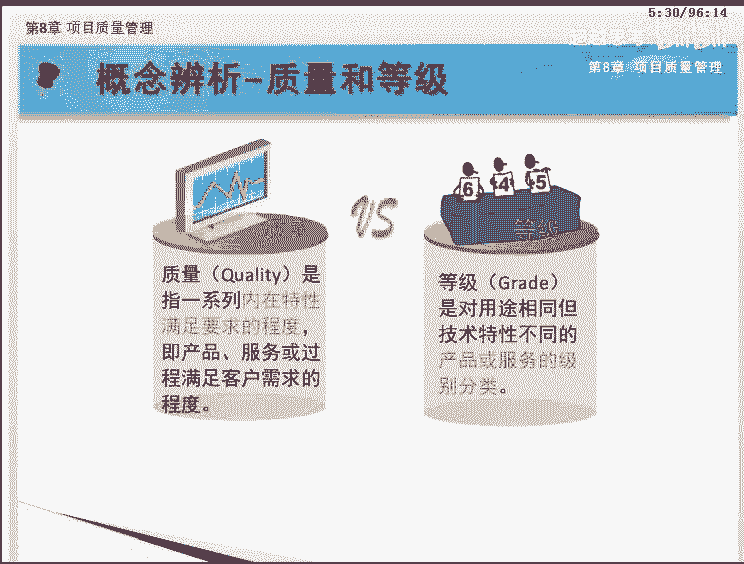 5:30/96:14
第8章 项目质量管理
概念辨析-质量和等级
第8章 项目质量管理
VS
6 4 5
等级
质量（Quality）是
指一系列内在特性
满足要求的程度，
即产品、服务或过
程满足客户需求的
程度。
等级（Grade）
是对用途相同但
技术特性不同的
产品或服务的级
别分类。